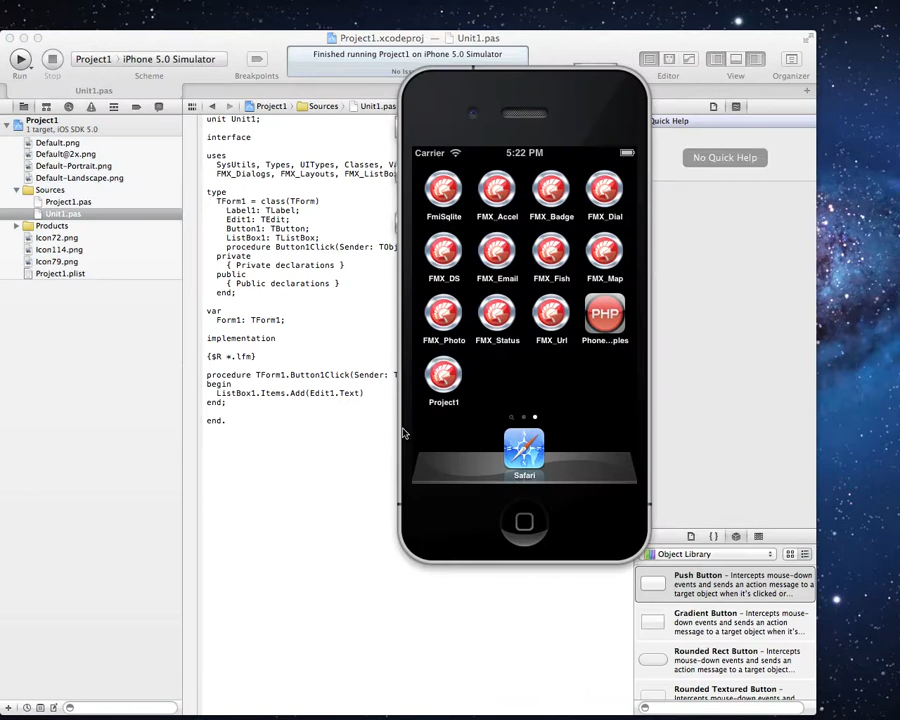 Project1.xcodeproj — Unit1.pas
Run
Stop
Project1 iPhone 5.0 Simulator
Scheme
Breakpoints
Finished running Project1 on iPhone 5.0 Simulator
No Iss
Editor
View
Organizer
Unit1.pas
Project1
1 target, iOS SDK 5.0
Default.png
Default@2x.png
Default-Portrait.png
Default-Landscape.png
Sources
Project1.pas
Unit1.pas
Products
Icon72.png
Icon114.png
Icon79.png
Project1.plist
Project1 Sources Unit1.pas
unit Unit1;
interface
uses
SysUtils, Types, UITypes, Classes, Va
FMX_Dialogs, FMX_Layouts, FMX_ListBo
type
TForm1 = class(TForm)
Label1: TLabel;
Edit1: TEdit;
Button1: TButton;
ListBox1: TListBox;
procedure Button1Click(Sender: TObj
private
{ Private declarations }
public
{ Public declarations }
end;
var
Form1: TForm1;
implementation
{$R *.lfm}
procedure TForm1.Button1Click(Sender: T
begin
ListBox1.Items.Add(Edit1.Text)
end;
end.
Carrier 5:22 PM
FmiSqlite FMX_Accel FMX_Badge FMX_Dial
FMX_DS FMX_Email FMX_Fish FMX_Map
PHP
FMX_Photo FMX_Status FMX_Url Phone...ples
Project1
Safari
Quick Help
No Quick Help
{ }
Object Library
Push Button – Intercepts mouse-down
events and sends an action message to a
target object when it's clicked or...
Gradient Button – Intercepts mouse-
down events and sends an action
message to a target object when it's...
Rounded Rect Button – Intercepts
mouse-down events and sends an
action message to a target object...
Rounded Textured Button –